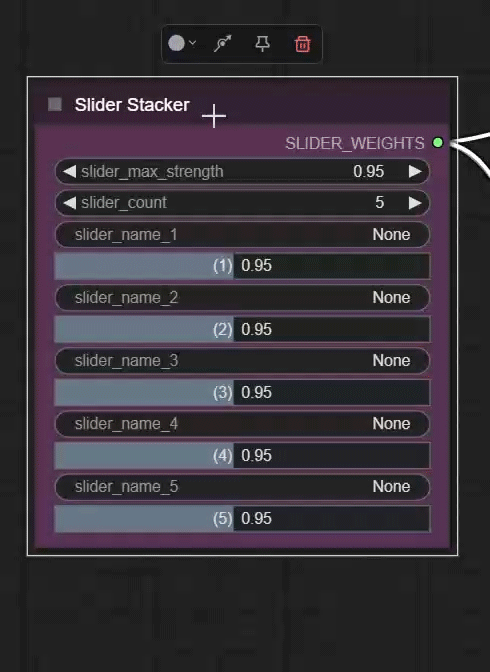 Slider Stacker
SLIDER_WEIGHTS
slider_max_strength 0.95
slider_count 5
slider_name_1 None
(1) 0.95
slider_name_2 None
(2) 0.95
slider_name_3 None
(3) 0.95
slider_name_4 None
(4) 0.95
slider_name_5 None
(5) 0.95